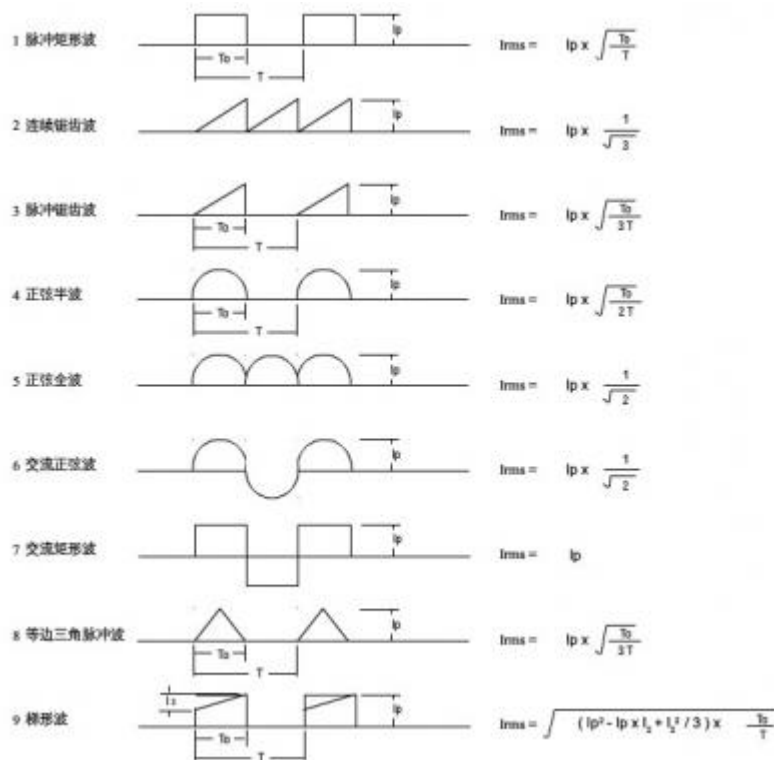 1 脉冲矩形波 To T Ip Irms = Ip x √(To/T)
2 连续锯齿波 Ip Irms = Ip x 1/√3
3 脉冲锯齿波 To T Ip Irms = Ip x √(To/3T)
4 正弦半波 To T Ip Irms = Ip x √(To/2T)
5 正弦全波 Ip Irms = Ip x 1/√2
6 交流正弦波 Ip Irms = Ip x 1/√2
7 交流矩形波 Ip Irms = Ip
8 等边三角脉冲波 To T Ip Irms = Ip x √(To/3T)
9 梯形波 To T Ip Irms = √((Ip² - Ip x I₂ + I₂² / 3) x To/T)